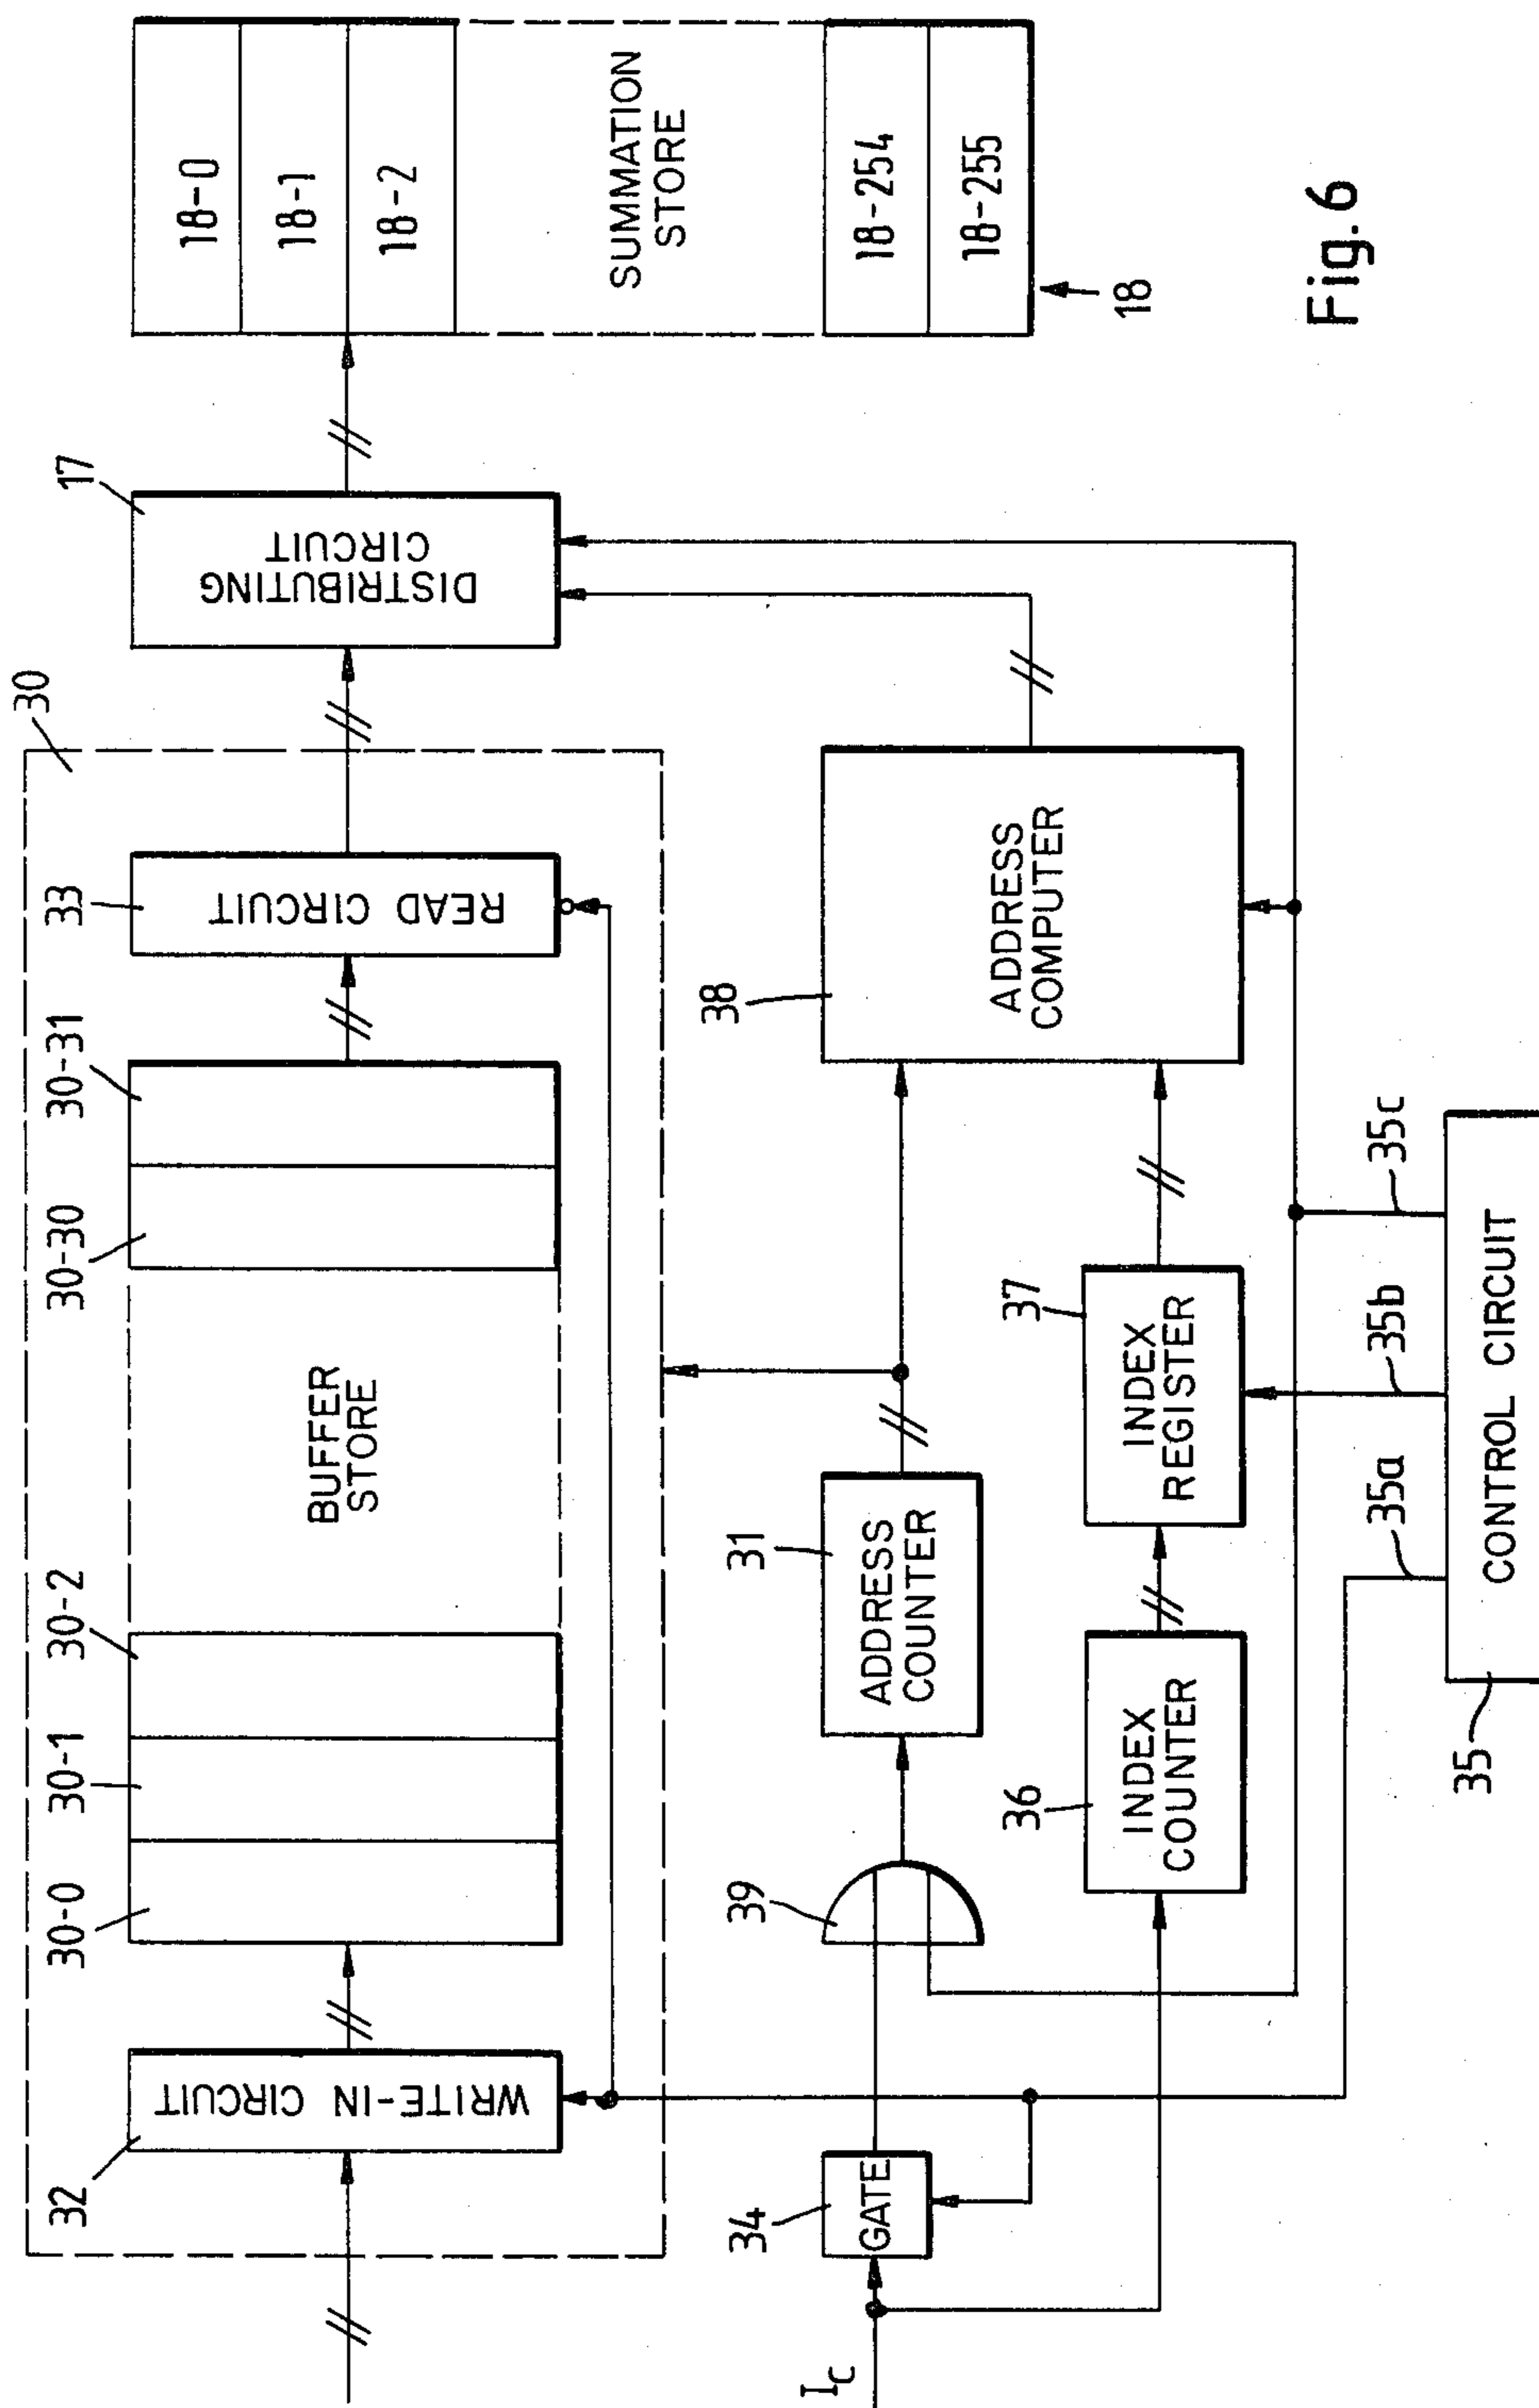 30
17
32
30-0
30-1
30-2
30-30
30-31
33
WRITE-IN CIRCUIT
BUFFER
STORE
READ CIRCUIT
DISTRIBUTING
CIRCUIT
18-0
18-1
18-2
SUMMATION
STORE
18-254
18-255
18
34
GATE
39
31
ADDRESS
COUNTER
38
ADDRESS
COMPUTER
I_C
36
INDEX
COUNTER
37
INDEX
REGISTER
35a
35b
35c
35
CONTROL CIRCUIT
Fig. 6